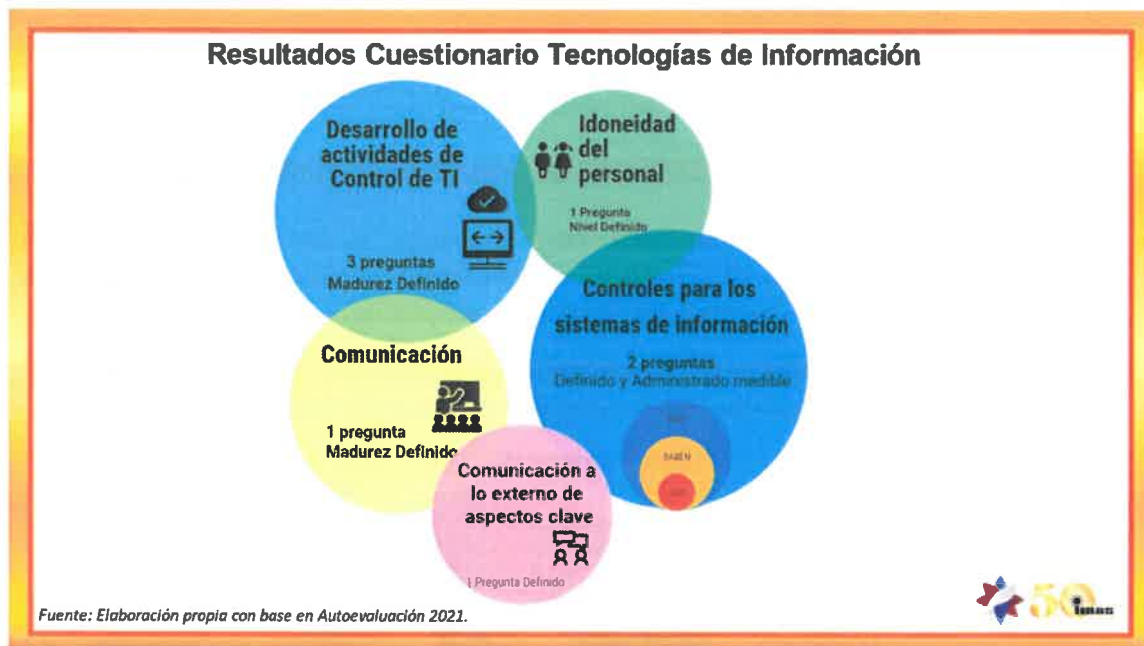 Resultados Cuestionario Tecnologías de Información
Desarrollo de
actividades de
Control de TI
3 preguntas
Madurez Definido
Idoneidad
del
personal
1 Pregunta
Nivel Definido
Controles para los
sistemas de información
2 preguntas
Definido y Administrado medible
Comunicación
1 pregunta
Madurez Definido
Comunicación a
lo externo de
aspectos clave
1 Pregunta Definido
Fuente: Elaboración propia con base en Autoevaluación 2021.
50
imas